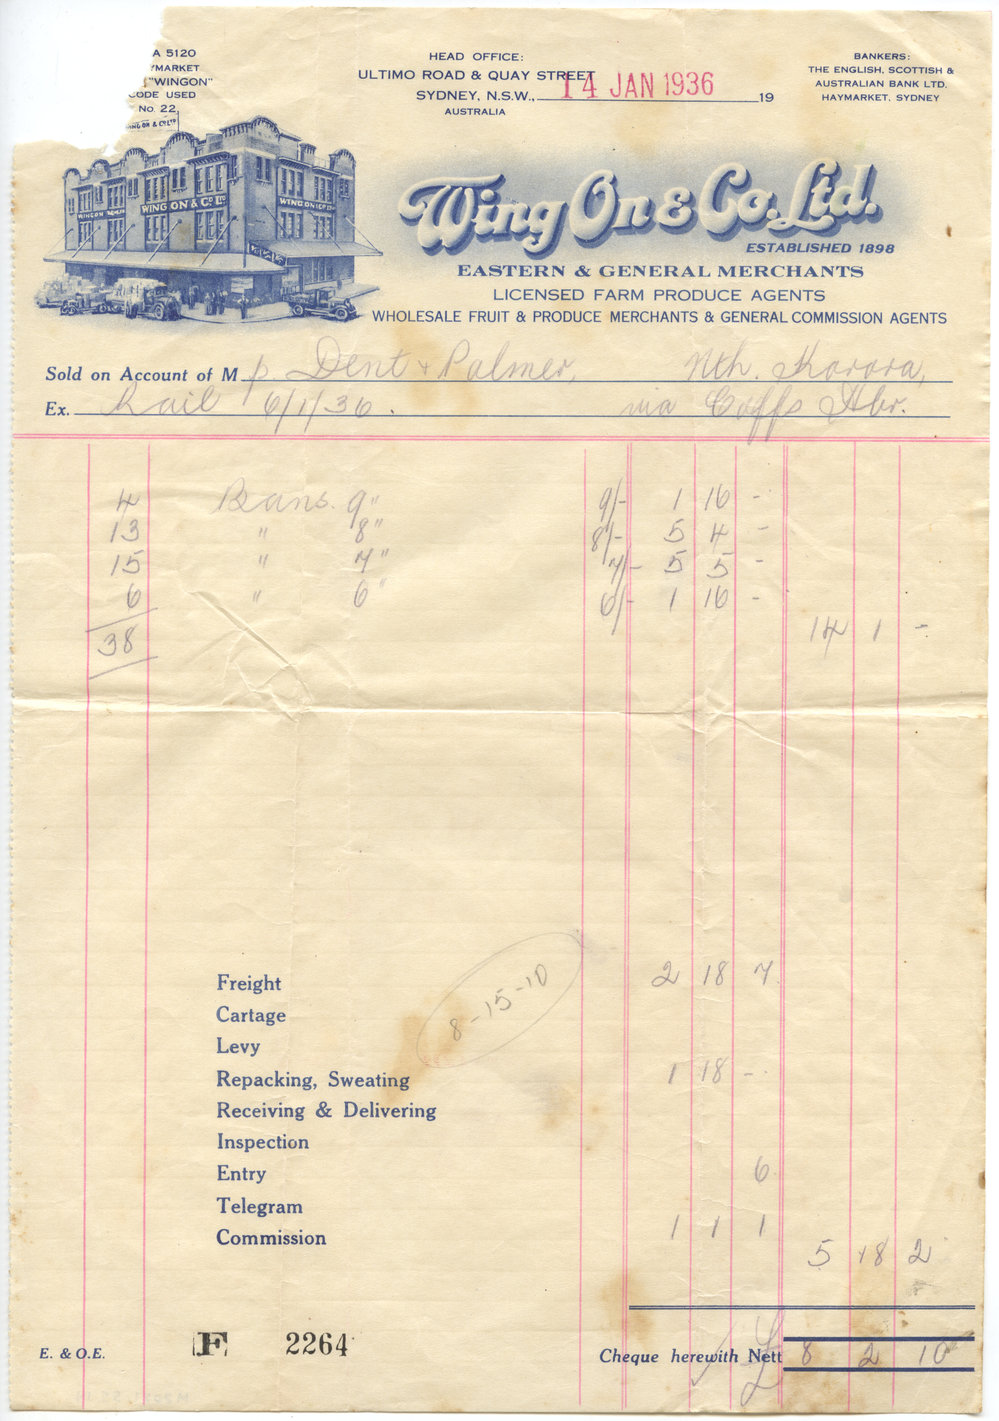 A 5120
"WINGON"
CODE USED
No. 22
HEAD OFFICE:
ULTIMO ROAD & QUAY STREET
SYDNEY, N.S.W., 14 JAN 1936 19
AUSTRALIA
BANKERS:
THE ENGLISH, SCOTTISH &
AUSTRALIAN BANK LTD.
HAYMARKET, SYDNEY
WING ON & CO LTD
WING ON & CO LTD
Wing On & Co. Ltd.
ESTABLISHED 1898
EASTERN & GENERAL MERCHANTS
LICENSED FARM PRODUCE AGENTS
WHOLESALE FRUIT & PRODUCE MERCHANTS & GENERAL COMMISSION AGENTS
Sold on Account of M Dent & Palmer, Nth. Korora,
Ex. Rail 6/1/36. via Coffs Hbr.
4 Bans. 9" 9/- 1 16 -
13 " 8" 8/- 5 4 -
15 " 7" 7/- 5 5 -
6 " 6" 6/- 1 16 -
38 14 1 -
Freight 2 18 7
8-15-10
Cartage
Levy
Repacking, Sweating 1 18 -
Receiving & Delivering
Inspection
Entry 6
Telegram
Commission 1 1 1
5 18 2
E. & O.E. F 2264 Cheque herewith Nett £ 8 2 10